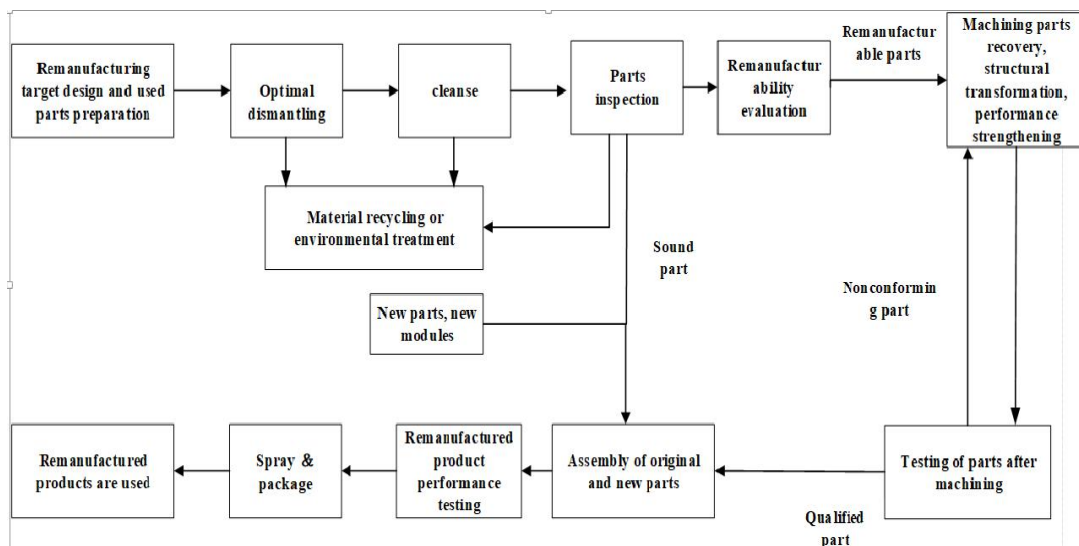 Remanufacturing
target design and used
parts preparation
Optimal
dismantling
cleanse
Parts
inspection
Remanufactur
ability
evaluation
Remanufactur
able parts
Machining parts
recovery,
structural
transformation,
performance
strengthening
Material recycling or
environmental treatment
Sound
part
New parts, new
modules
Nonconformin
g part
Remanufactured
products are used
Spray &
package
Remanufactured
product
performance
testing
Assembly of original
and new parts
Testing of parts after
machining
Qualified
part